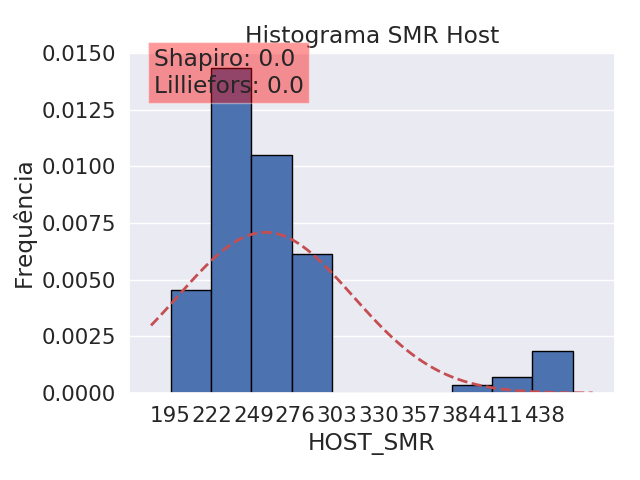 Histograma SMR Host
Shapiro: 0.0
Lilliefors: 0.0
0.0150
0.0125
0.0100
0.0075
0.0050
0.0025
0.0000
Frequência
195 222 249 276 303 330 357 384 411 438
HOST_SMR